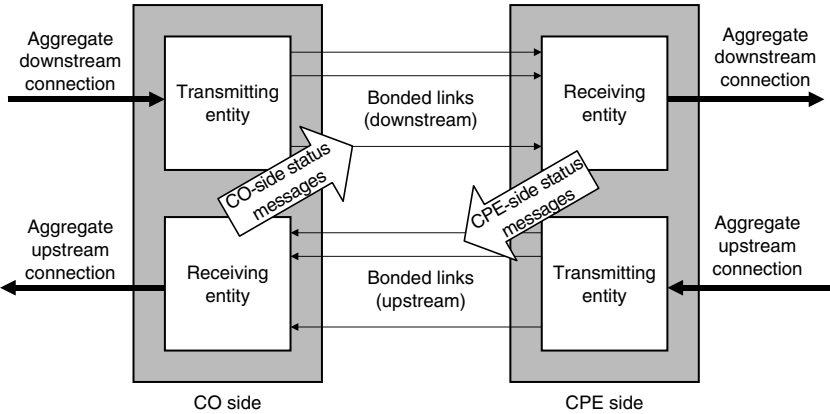 Aggregate
downstream
connection
Transmitting
entity
Bonded links
(downstream)
Receiving
entity
Aggregate
downstream
connection
CO-side status
messages
CPE-side status
messages
Aggregate
upstream
connection
Receiving
entity
Bonded links
(upstream)
Transmitting
entity
Aggregate
upstream
connection
CO side
CPE side